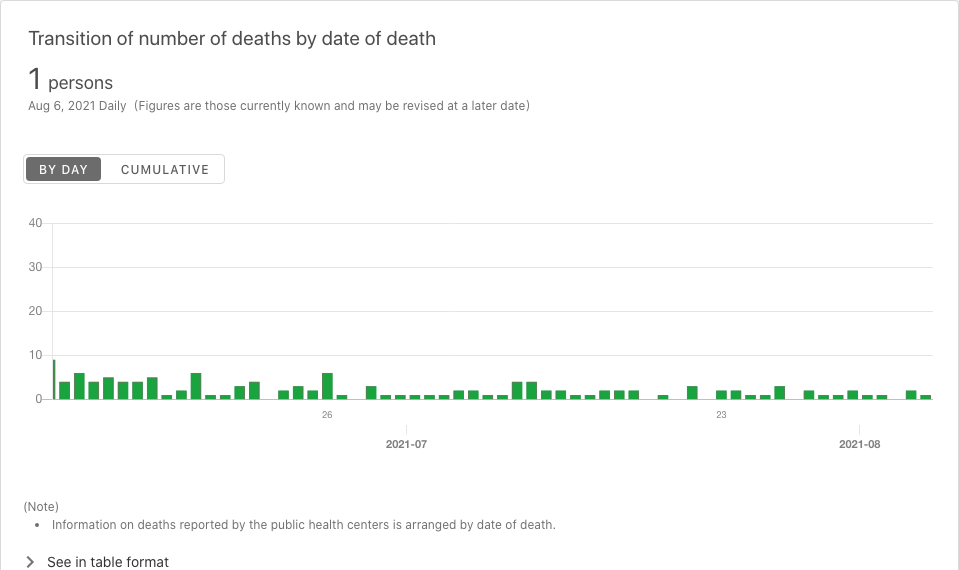 Transition of number of deaths by date of death
1 persons
Aug 6, 2021 Daily (Figures are those currently known and may be revised at a later date)
BY DAY CUMULATIVE
40
30
20
10
0
26 23
2021-07 2021-08
(Note)
• Information on deaths reported by the public health centers is arranged by date of death.
See in table format